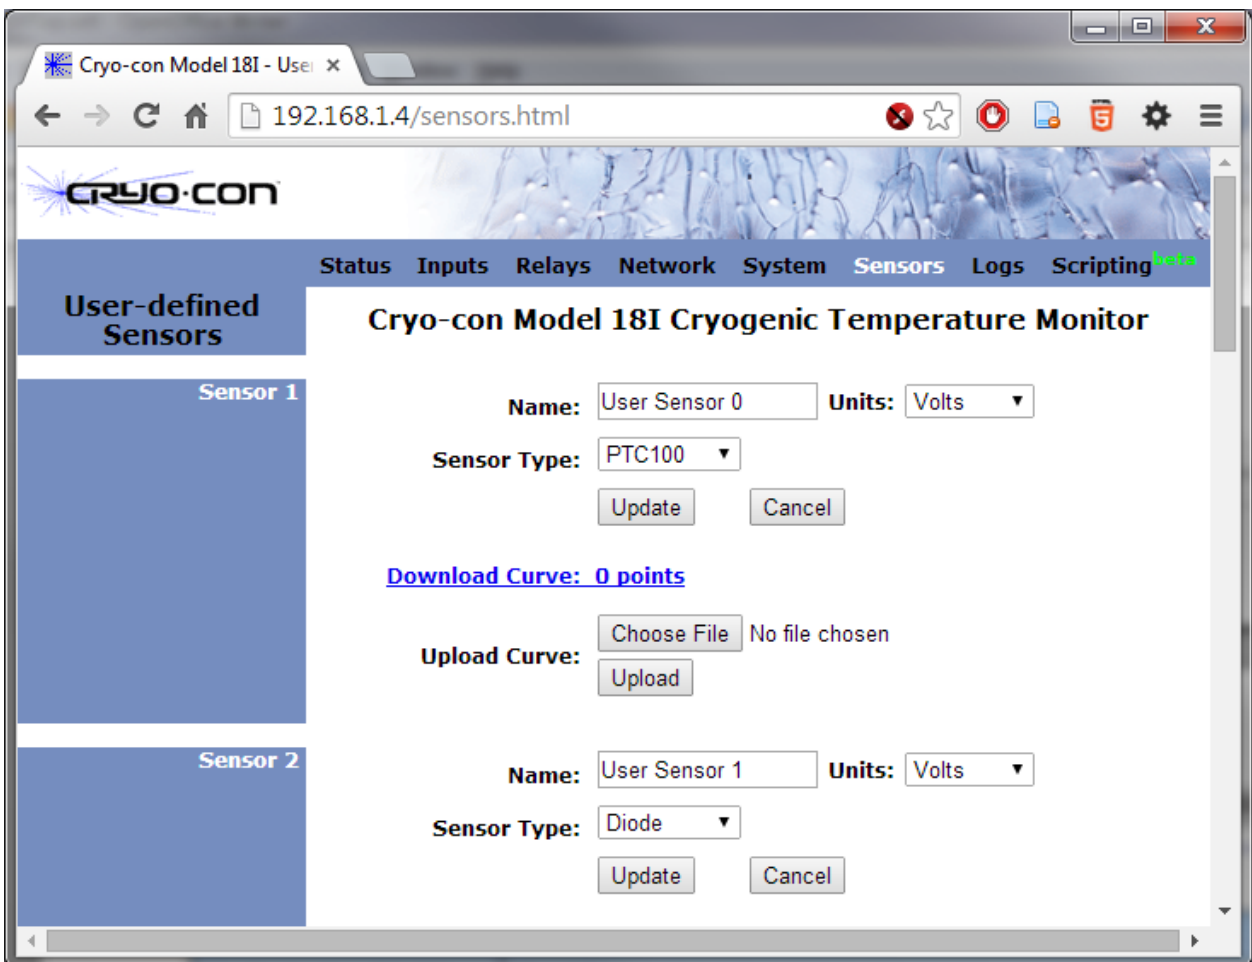 Cryo-con Model 18I - Use
192.168.1.4/sensors.html
CRYO·CON
Status Inputs Relays Network System Sensors Logs Scripting beta
User-defined
Sensors
Cryo-con Model 18I Cryogenic Temperature Monitor
Sensor 1
Name: User Sensor 0 Units: Volts
Sensor Type: PTC100
Update Cancel
Download Curve: 0 points
Upload Curve: Choose File No file chosen
Upload
Sensor 2
Name: User Sensor 1 Units: Volts
Sensor Type: Diode
Update Cancel